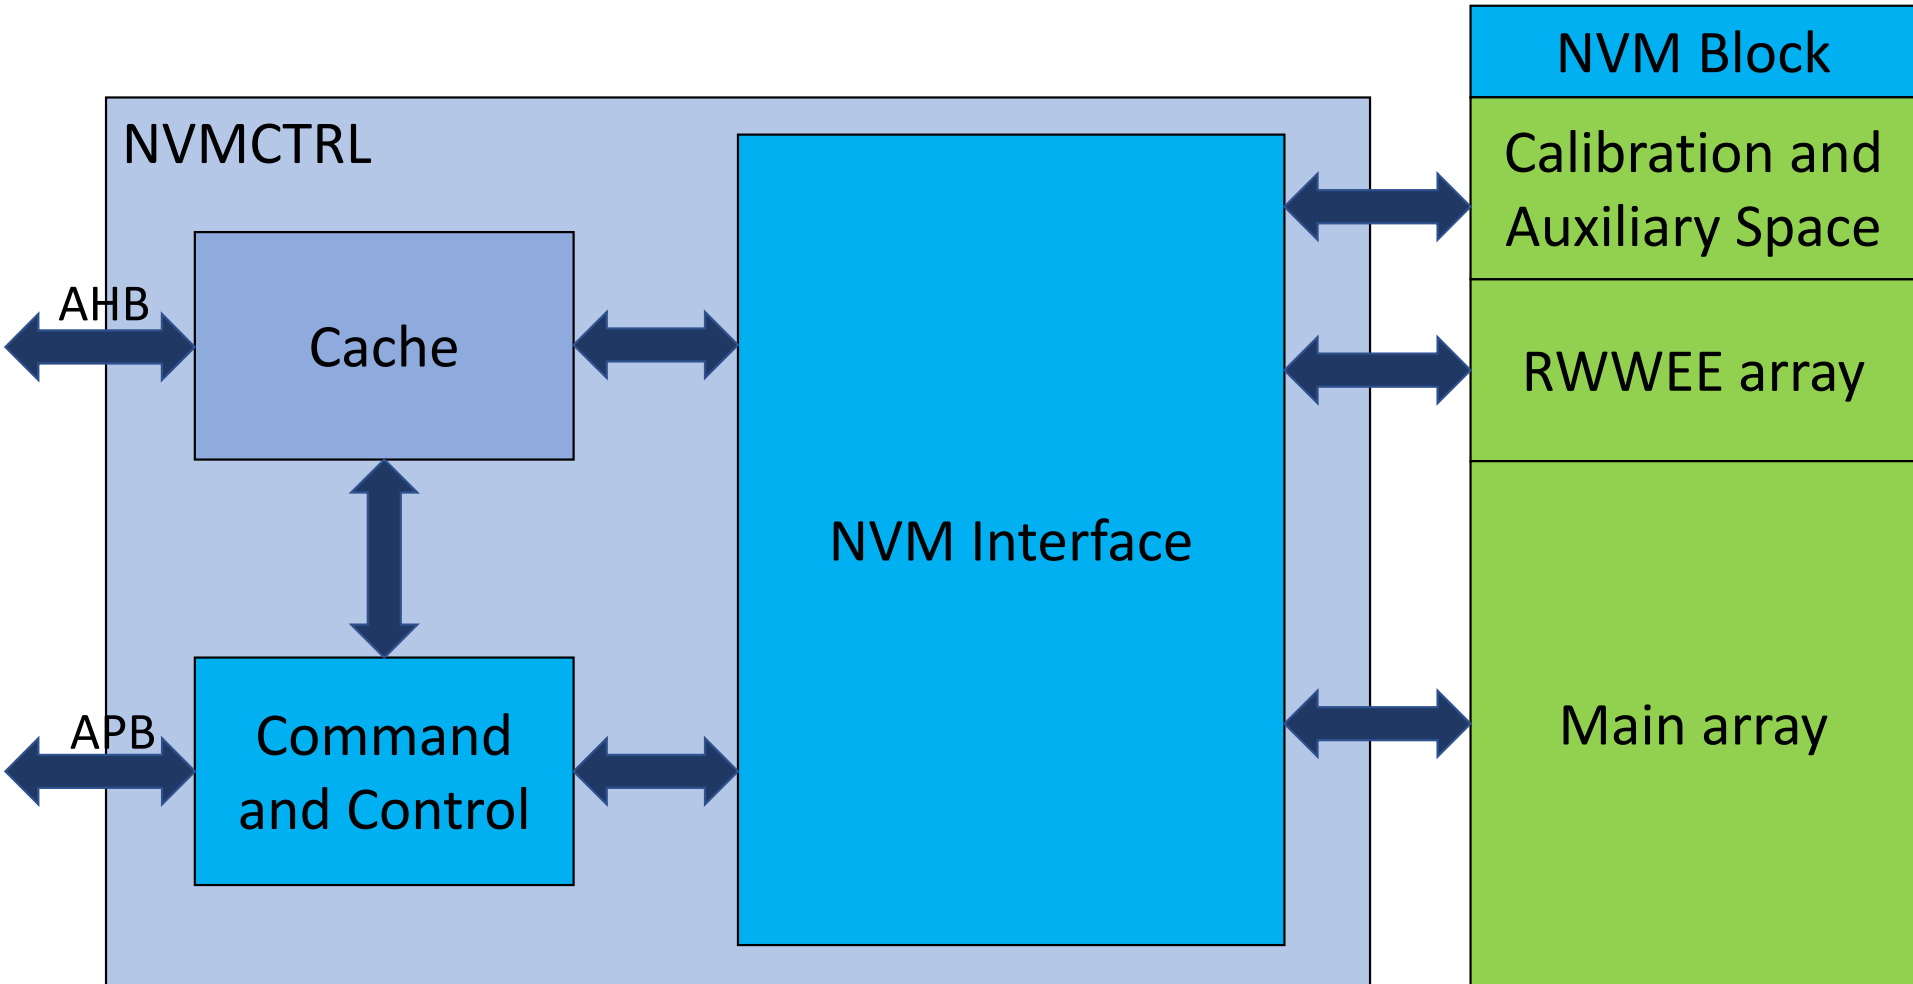 NVM Block
NVMCTRL
Calibration and
Auxiliary Space
AHB
Cache
RWWEE array
NVM Interface
APB
Command
and Control
Main array